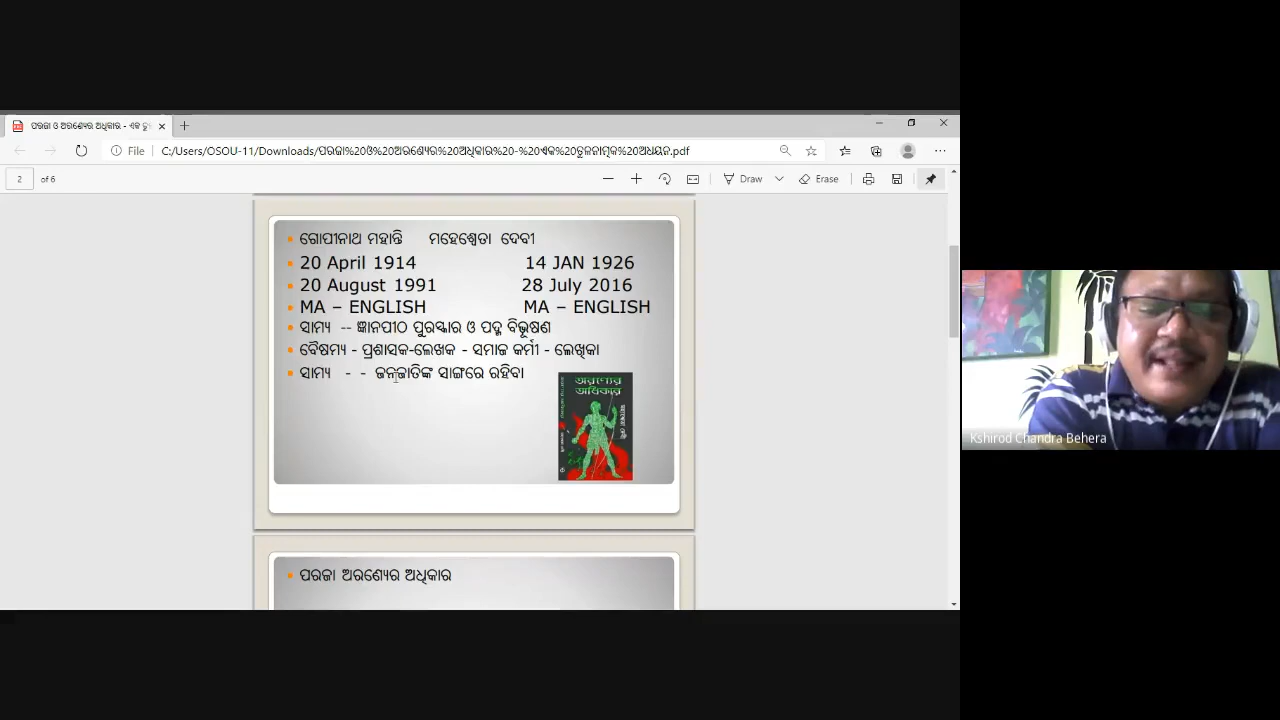 ପରଜା ଓ ଅରଣ୍ୟେର ଅଧିକାର - ଏକ ତୁ
File C:/Users/OSOU-11/Downloads/ପରଜା%20ଓ%20ଅରଣ୍ୟେର%20ଅଧିକାର%20-%20ଏକ%20ତୁଳନାତ୍ମକ%20ଅଧ୍ୟୟନ.pdf
2 of 6 Draw Erase
ଗୋପୀନାଥ ମହାନ୍ତି ମହେଶ୍ୱେତା ଦେବୀ
20 April 1914 14 JAN 1926
20 August 1991 28 July 2016
MA – ENGLISH MA – ENGLISH
ସାମ୍ୟ -- ଜ୍ଞାନପୀଠ ପୁରସ୍କାର ଓ ପଦ୍ମ ବିଭୂଷଣ
ବୈଷମ୍ୟ - ପ୍ରଶାସକ-ଲେଖକ - ସମାଜ କର୍ମୀ - ଲେଖିକା
ସାମ୍ୟ - - ଜନଜାତିଙ୍କ ସାଙ୍ଗରେ ରହିବା
অরণ্যের
অধিকার
ପରଜା ଅରଣ୍ୟେର ଅଧିକାର
Kshirod Chandra Behera